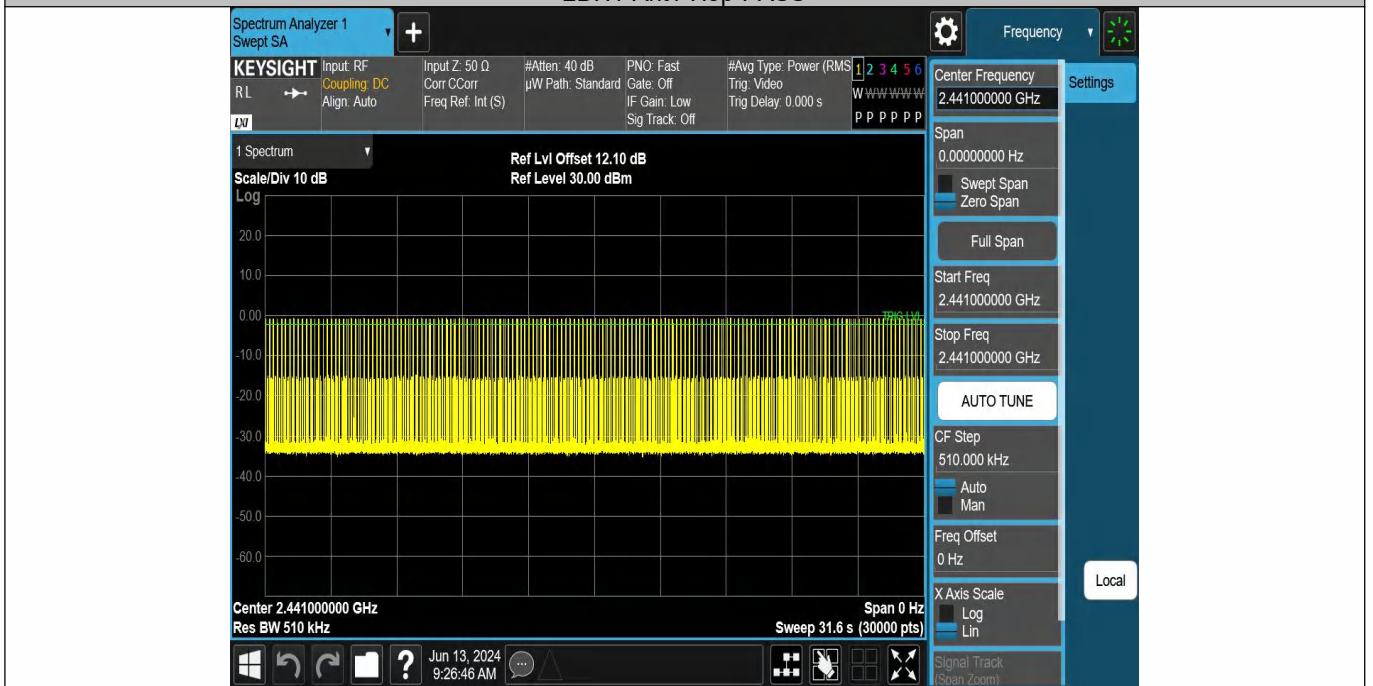 Spectrum Analyzer 1
Swept SA
+
Frequency
KEYSIGHT
RL
LXI
Input: RF
Coupling: DC
Align: Auto
Input Z: 50 Ω
Corr CCorr
Freq Ref: Int (S)
#Atten: 40 dB
µW Path: Standard
PNO: Fast
Gate: Off
IF Gain: Low
Sig Track: Off
#Avg Type: Power (RMS
Trig: Video
Trig Delay: 0.000 s
1 2 3 4 5 6
W W W W W W
P P P P P P
1 Spectrum
Scale/Div 10 dB
Ref Lvl Offset 12.10 dB
Ref Level 30.00 dBm
Log
20.0
10.0
0.00
-10.0
-20.0
-30.0
-40.0
-50.0
-60.0
TRIG LVL
Center 2.441000000 GHz
Res BW 510 kHz
Span 0 Hz
Sweep 31.6 s (30000 pts)
Jun 13, 2024
9:26:46 AM
Center Frequency
2.441000000 GHz
Settings
Span
0.00000000 Hz
Swept Span
Zero Span
Full Span
Start Freq
2.441000000 GHz
Stop Freq
2.441000000 GHz
AUTO TUNE
CF Step
510.000 kHz
Auto
Man
Freq Offset
0 Hz
X Axis Scale
Log
Lin
Local
Signal Track
(Span Zoom)